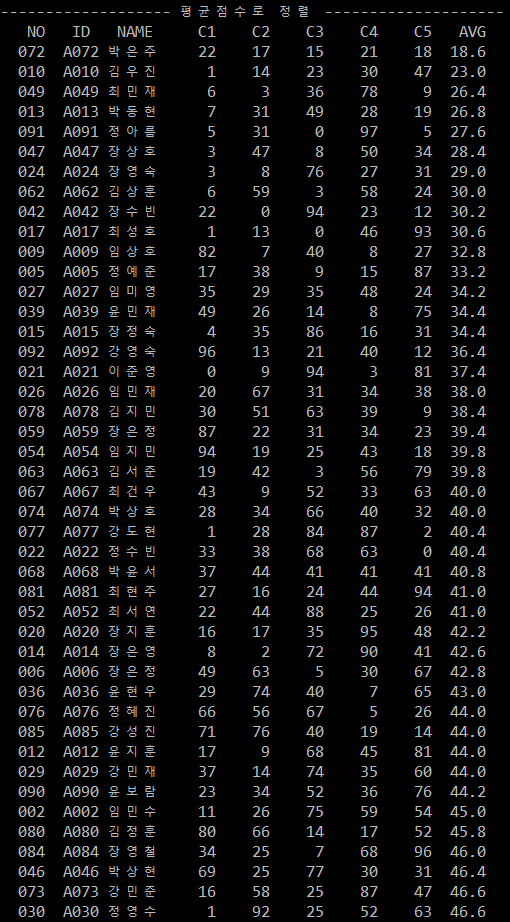 ------------------- 평균점수로 정렬 --------------------
NO ID NAME C1 C2 C3 C4 C5 AVG
072 A072 박은주 22 17 15 21 18 18.6
010 A010 김우진 1 14 23 30 47 23.0
049 A049 최민재 6 3 36 78 9 26.4
013 A013 박동현 7 31 49 28 19 26.8
091 A091 정아름 5 31 0 97 5 27.6
047 A047 장상호 3 47 8 50 34 28.4
024 A024 장영숙 3 8 76 27 31 29.0
062 A062 김상훈 6 59 3 58 24 30.0
042 A042 장수빈 22 0 94 23 12 30.2
017 A017 최성호 1 13 0 46 93 30.6
009 A009 임상호 82 7 40 8 27 32.8
005 A005 정예준 17 38 9 15 87 33.2
027 A027 임미영 35 29 35 48 24 34.2
039 A039 윤민재 49 26 14 8 75 34.4
015 A015 장정숙 4 35 86 16 31 34.4
092 A092 강영숙 96 13 21 40 12 36.4
021 A021 이준영 0 9 94 3 81 37.4
026 A026 임민재 20 67 31 34 38 38.0
078 A078 김지민 30 51 63 39 9 38.4
059 A059 장은정 87 22 31 34 23 39.4
054 A054 임지민 94 19 25 43 18 39.8
063 A063 김서준 19 42 3 56 79 39.8
067 A067 최건우 43 9 52 33 63 40.0
074 A074 박상호 28 34 66 40 32 40.0
077 A077 강도현 1 28 84 87 2 40.4
022 A022 정수빈 33 38 68 63 0 40.4
068 A068 박윤서 37 44 41 41 41 40.8
081 A081 최현주 27 16 24 44 94 41.0
052 A052 최서연 22 44 88 25 26 41.0
020 A020 장지훈 16 17 35 95 48 42.2
014 A014 장은영 8 2 72 90 41 42.6
006 A006 장은정 49 63 5 30 67 42.8
036 A036 윤현우 29 74 40 7 65 43.0
076 A076 정혜진 66 56 67 5 26 44.0
085 A085 강성진 71 76 40 19 14 44.0
012 A012 윤지훈 17 9 68 45 81 44.0
029 A029 강민재 37 14 74 35 60 44.0
090 A090 윤보람 23 34 52 36 76 44.2
002 A002 임민수 11 26 75 59 54 45.0
080 A080 김정훈 80 66 14 17 52 45.8
084 A084 장영철 34 25 7 68 96 46.0
046 A046 박상현 69 25 77 30 31 46.4
073 A073 강민준 16 58 25 87 47 46.6
030 A030 정영수 1 92 25 52 63 46.6